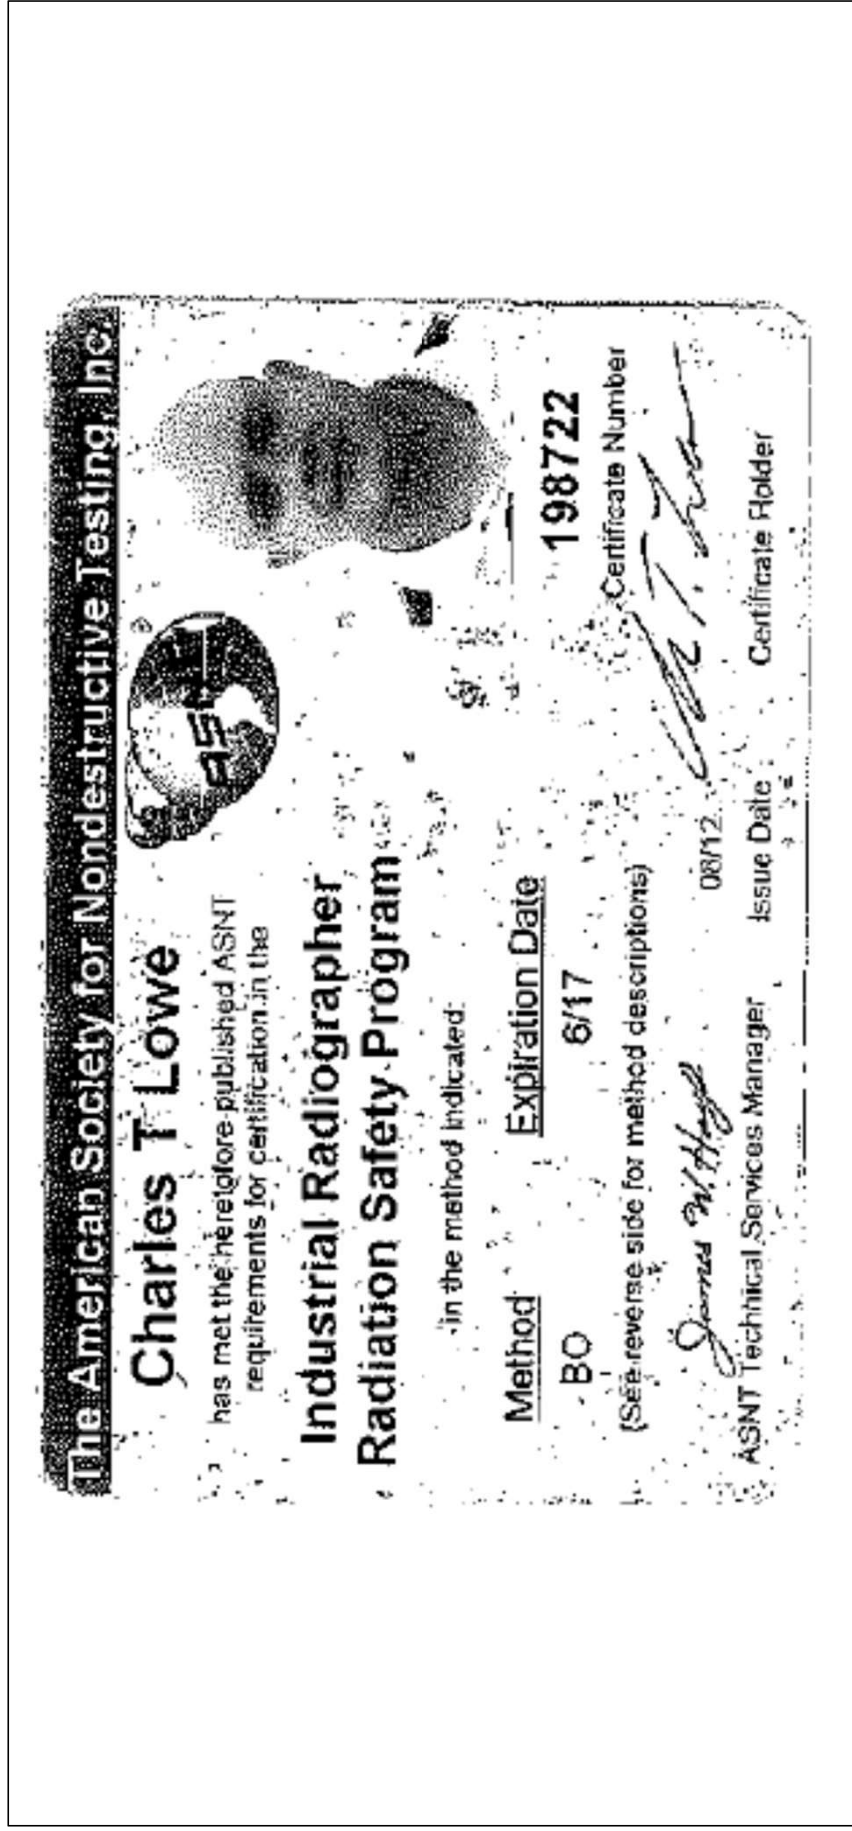 The American Society for Nondestructive Testing, Inc.
Charles T Lowe
has met the heretofore published ASNT
requirements for certification in the
Industrial Radiographer
Radiation Safety Program
in the method indicated:
Method Expiration Date
BO 6/17
198722
(See reverse side for method descriptions) Certificate Number
James W. 08/12
ASNT Technical Services Manager Issue Date Certificate Holder